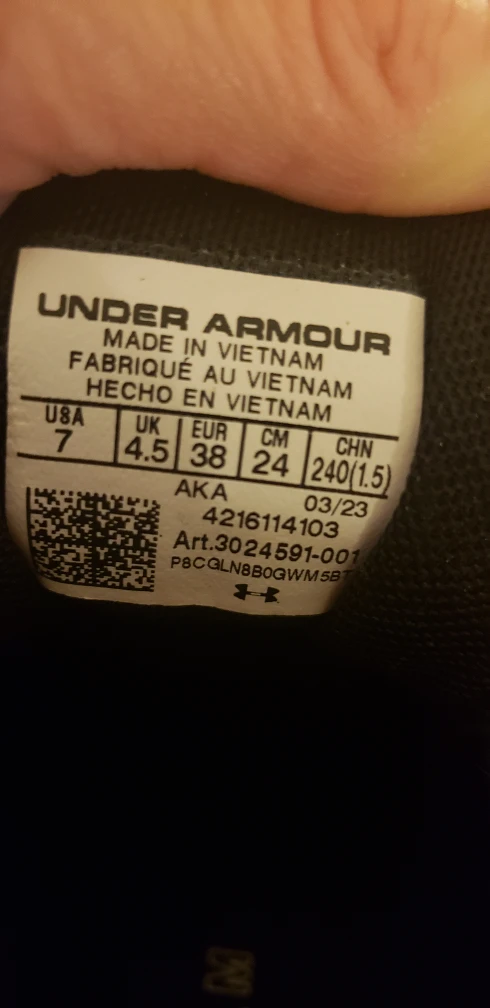 UNDER ARMOUR
MADE IN VIETNAM
FABRIQUÉ AU VIETNAM
HECHO EN VIETNAM
USA UK EUR CM CHN
7 4.5 38 24 240(1.5)
AKA 03/23
4216114103
Art.3024591-001